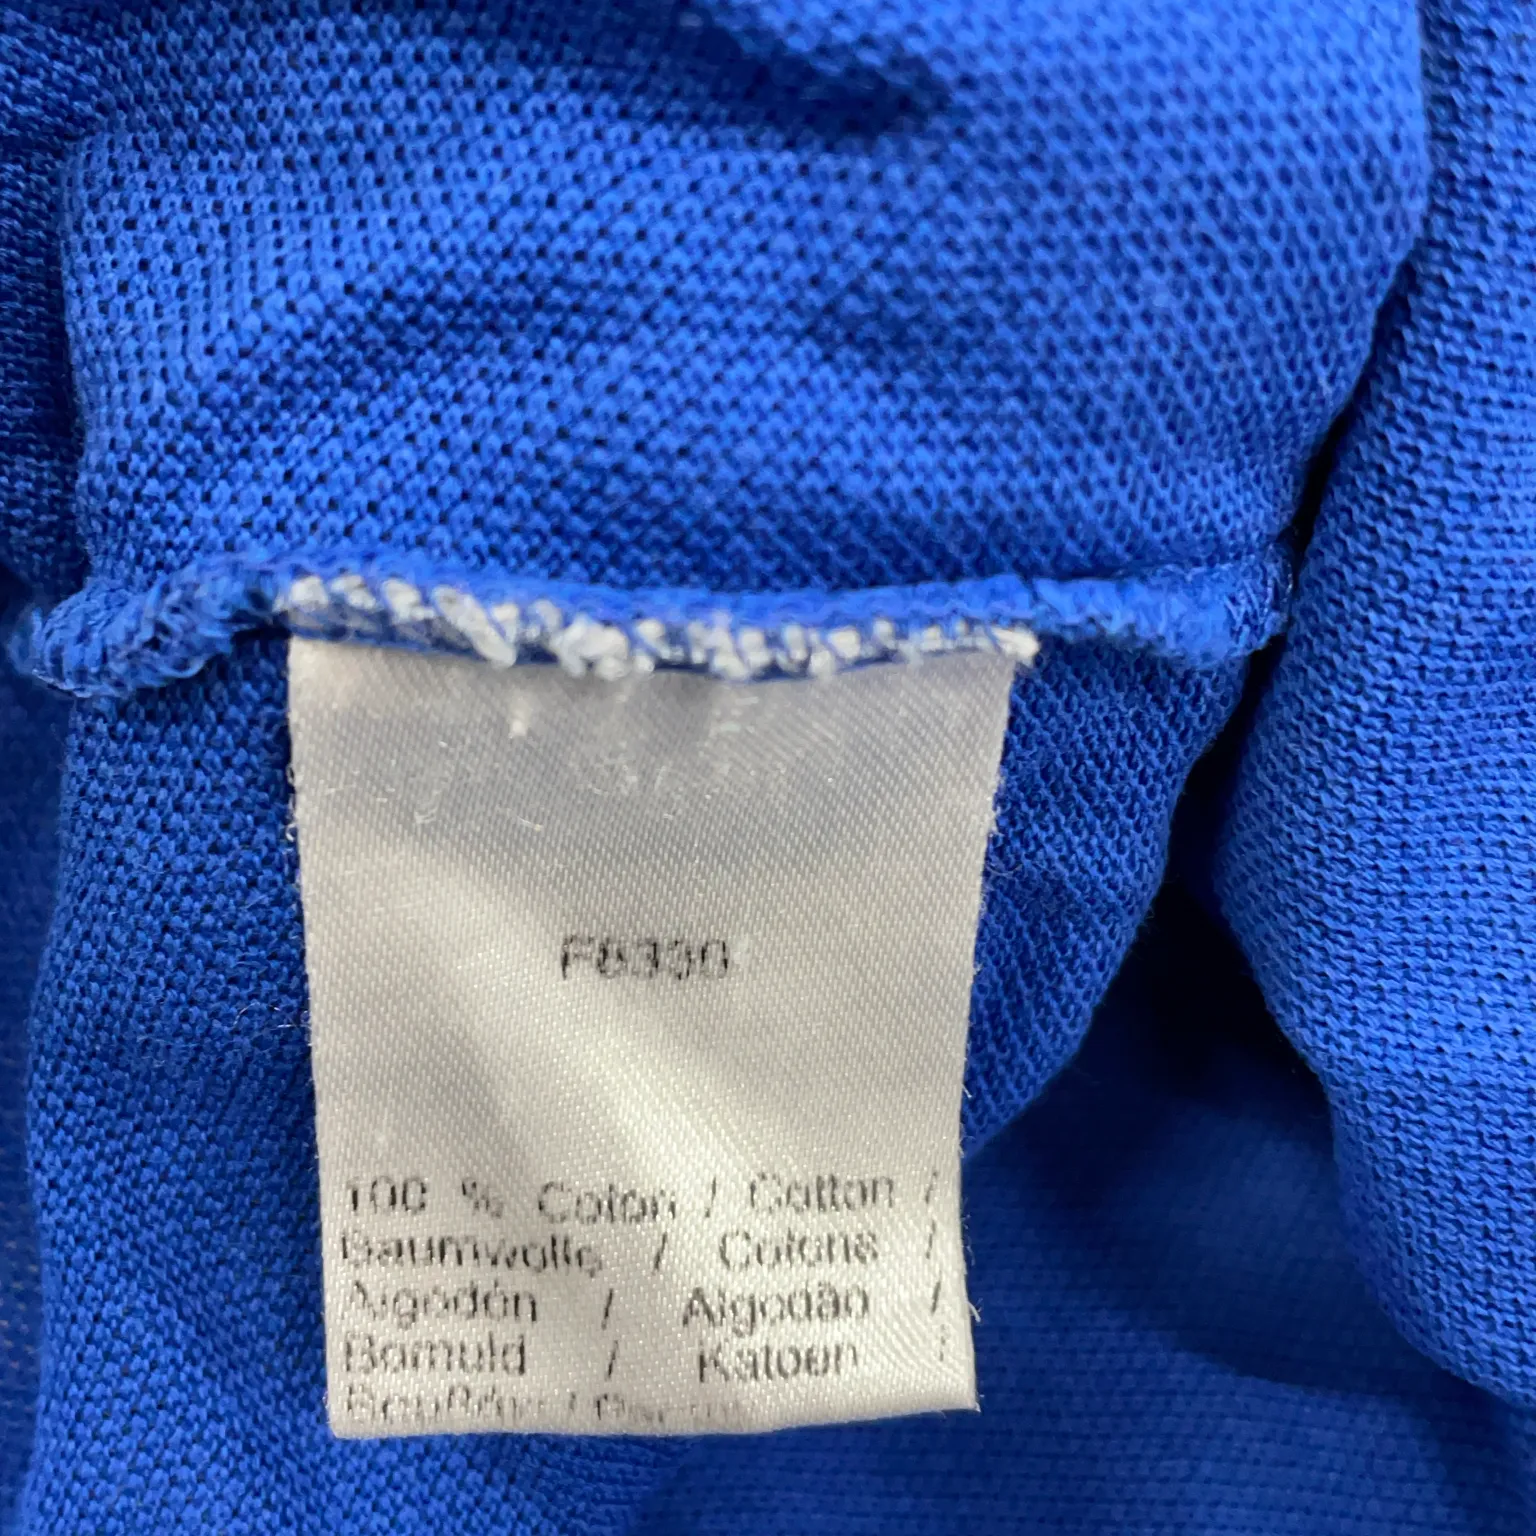 F8330
100 % Coton / Cotton /
Baumwolle / Cotone /
Algodón / Algodão /
Bomuld / Katoen /
/